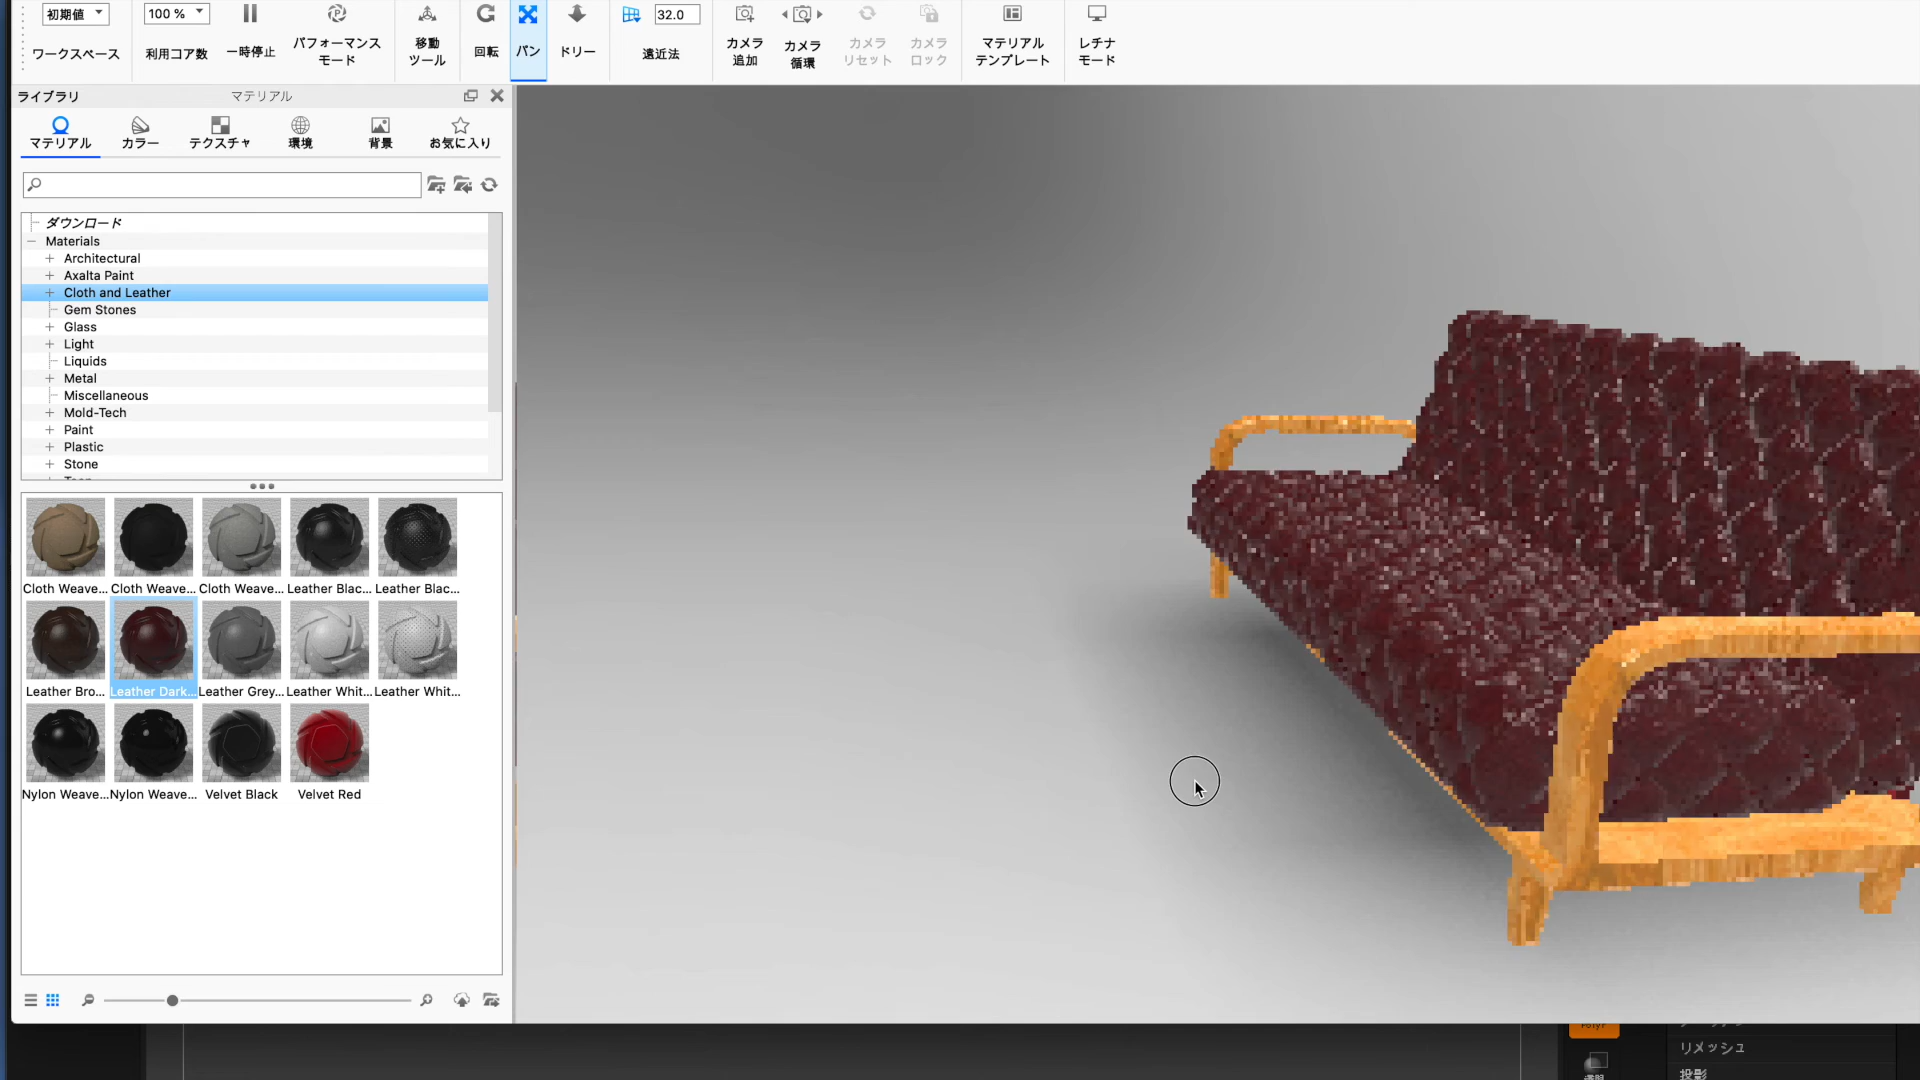 初期値
100 %
32.0
ワークスペース
利用コア数
一時停止
パフォーマンス
モード
移動
ツール
回転
パン
ドリー
遠近法
カメラ
追加
カメラ
循環
カメラ
リセット
カメラ
ロック
マテリアル
テンプレート
レチナ
モード
ライブラリ
マテリアル
マテリアル
カラー
テクスチャ
環境
背景
お気に入り
ダウンロード
Materials
Architectural
Axalta Paint
Cloth and Leather
Gem Stones
Glass
Light
Liquids
Metal
Miscellaneous
Mold-Tech
Paint
Plastic
Stone
Cloth Weave...
Cloth Weave...
Cloth Weave...
Leather Blac...
Leather Blac...
Leather Bro...
Leather Dark...
Leather Grey...
Leather Whit...
Leather Whit...
Nylon Weave...
Nylon Weave...
Velvet Black
Velvet Red
リメッシュ
投影